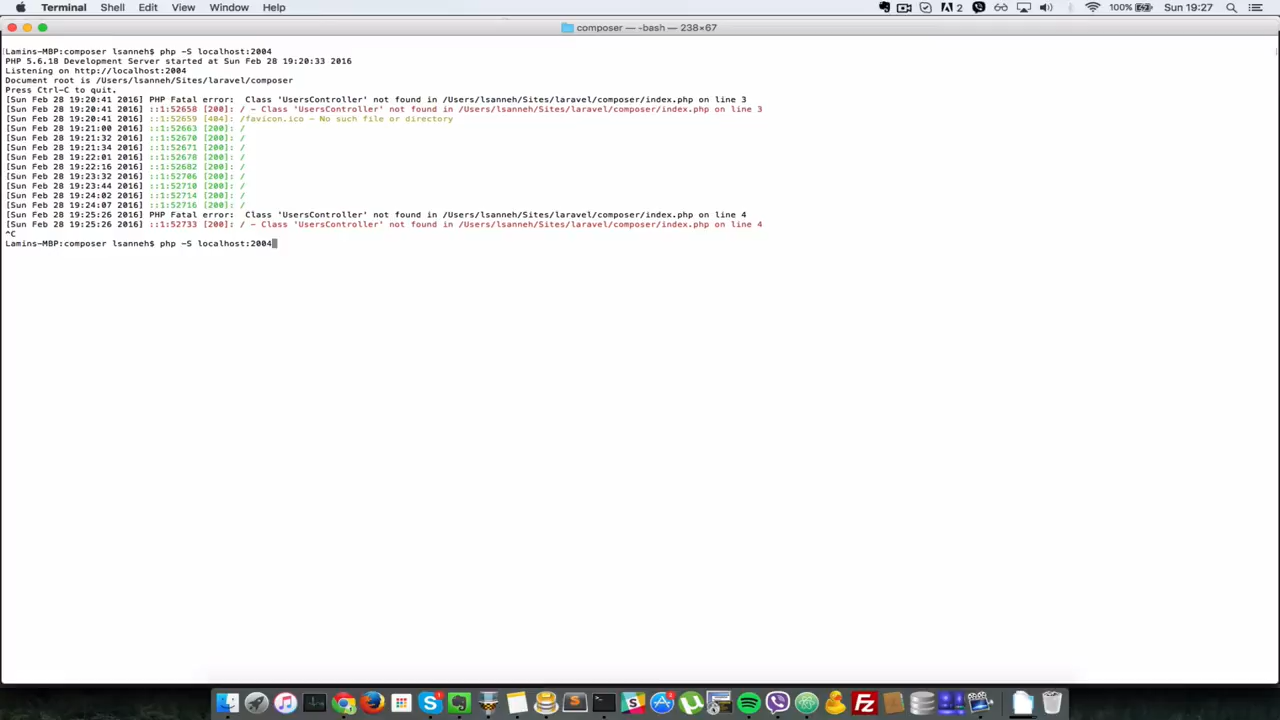 Terminal Shell Edit View Window Help 2 100% Sun 19:27
composer — -bash — 238×67
Lamins-MBP:composer lsanneh$ php -S localhost:2004
PHP 5.6.18 Development Server started at Sun Feb 28 19:20:33 2016
Listening on http://localhost:2004
Document root is /Users/lsanneh/Sites/laravel/composer
Press Ctrl-C to quit.
[Sun Feb 28 19:20:41 2016] PHP Fatal error:  Class 'UsersController' not found in /Users/lsanneh/Sites/laravel/composer/index.php on line 3
[Sun Feb 28 19:20:41 2016] ::1:52658 [200]: / - Class 'UsersController' not found in /Users/lsanneh/Sites/laravel/composer/index.php on line 3
[Sun Feb 28 19:20:41 2016] ::1:52659 [404]: /favicon.ico - No such file or directory
[Sun Feb 28 19:21:00 2016] ::1:52663 [200]: /
[Sun Feb 28 19:21:32 2016] ::1:52670 [200]: /
[Sun Feb 28 19:21:34 2016] ::1:52671 [200]: /
[Sun Feb 28 19:22:01 2016] ::1:52678 [200]: /
[Sun Feb 28 19:22:16 2016] ::1:52682 [200]: /
[Sun Feb 28 19:23:32 2016] ::1:52706 [200]: /
[Sun Feb 28 19:23:44 2016] ::1:52710 [200]: /
[Sun Feb 28 19:24:02 2016] ::1:52714 [200]: /
[Sun Feb 28 19:24:07 2016] ::1:52716 [200]: /
[Sun Feb 28 19:25:26 2016] PHP Fatal error:  Class 'UsersController' not found in /Users/lsanneh/Sites/laravel/composer/index.php on line 4
[Sun Feb 28 19:25:26 2016] ::1:52733 [200]: / - Class 'UsersController' not found in /Users/lsanneh/Sites/laravel/composer/index.php on line 4
^C
Lamins-MBP:composer lsanneh$ php -S localhost:2004